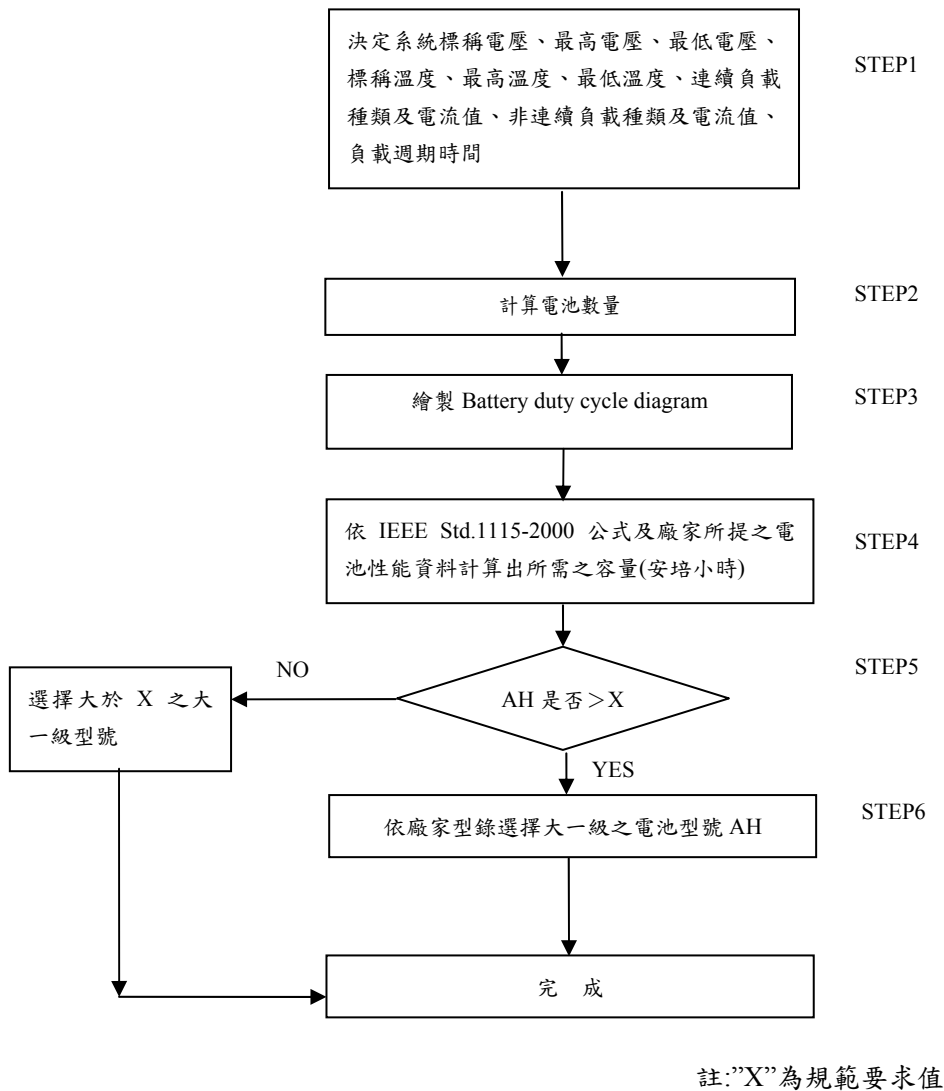 決定系統標稱電壓、最高電壓、最低電壓、
標稱溫度、最高溫度、最低溫度、連續負載
種類及電流值、非連續負載種類及電流值、
負載週期時間
STEP1
計算電池數量
STEP2
繪製 Battery duty cycle diagram
STEP3
依 IEEE Std.1115-2000 公式及廠家所提之電
池性能資料計算出所需之容量(安培小時)
STEP4
AH 是否＞X
STEP5
NO
選擇大於 X 之大
一級型號
YES
依廠家型錄選擇大一級之電池型號 AH
STEP6
完 成
註:”X”為規範要求值